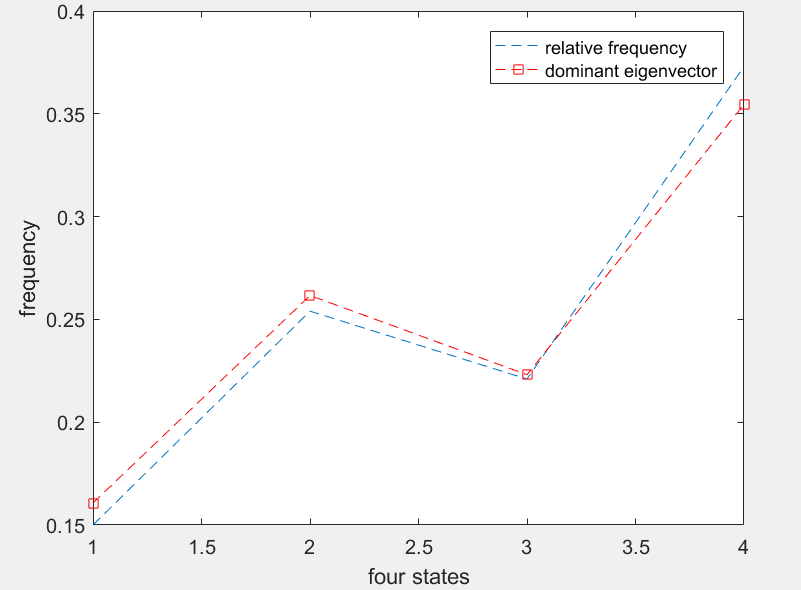 relative frequency
dominant eigenvector
0.4
0.35
0.3
0.25
0.2
0.15
frequency
1 1.5 2 2.5 3 3.5 4
four states